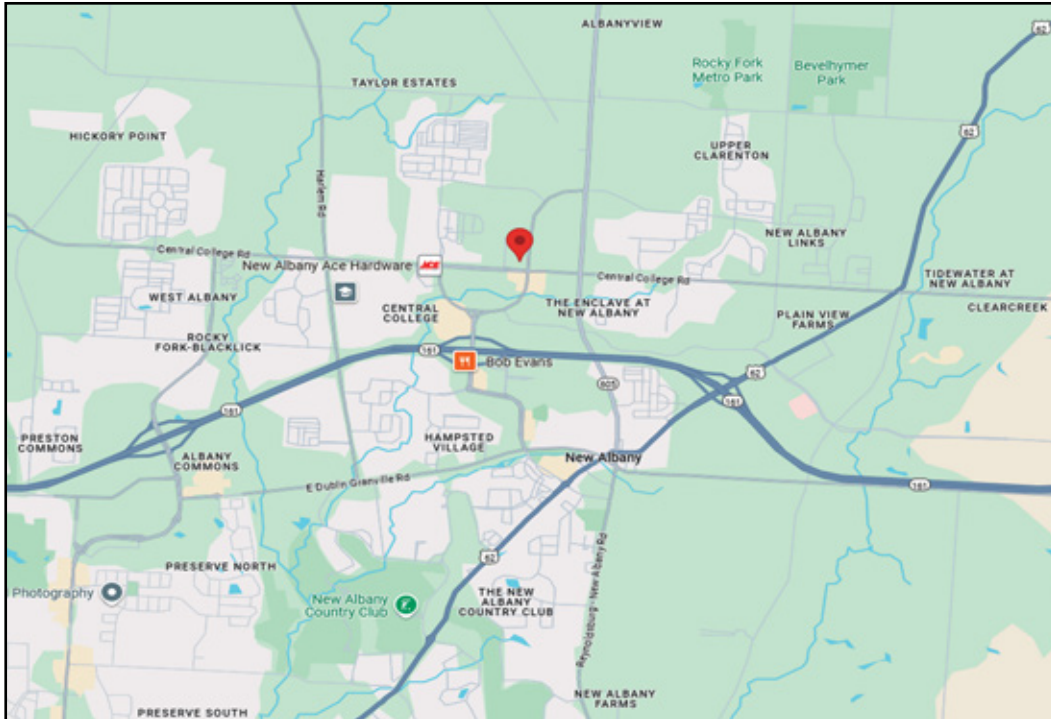 ALBANYVIEW
62
Rocky Fork
Metro Park
Bevelhymer
Park
TAYLOR ESTATES
62
HICKORY POINT
UPPER
CLARENTON
Harlem Rd
NEW ALBANY
LINKS
Central College Rd
New Albany Ace Hardware
ACE
Central College Rd
TIDEWATER AT
NEW ALBANY
WEST ALBANY
CENTRAL
COLLEGE
THE ENCLAVE AT
NEW ALBANY
PLAIN VIEW
FARMS
CLEARCREEK
ROCKY
FORK-BLACKLICK
161
Bob Evans
62
605
161
161
PRESTON
COMMONS
HAMPSTED
VILLAGE
ALBANY
COMMONS
New Albany
E Dublin Granville Rd
161
62
PRESERVE NORTH
Photography
New Albany
Country Club
THE NEW
ALBANY
COUNTRY CLUB
Reynoldsburg - New Albany Rd
NEW ALBANY
FARMS
PRESERVE SOUTH